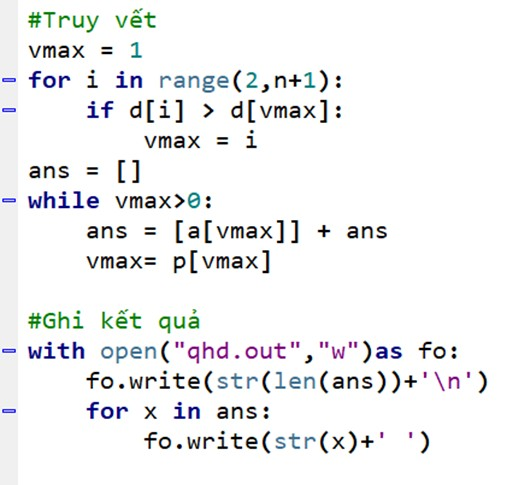 #Truy vết
vmax = 1
for i in range(2,n+1):
    if d[i] > d[vmax]:
        vmax = i
ans = []
while vmax>0:
    ans = [a[vmax]] + ans
    vmax= p[vmax]

#Ghi kết quả
with open("qhd.out","w")as fo:
    fo.write(str(len(ans))+'\n')
    for x in ans:
        fo.write(str(x)+' ')